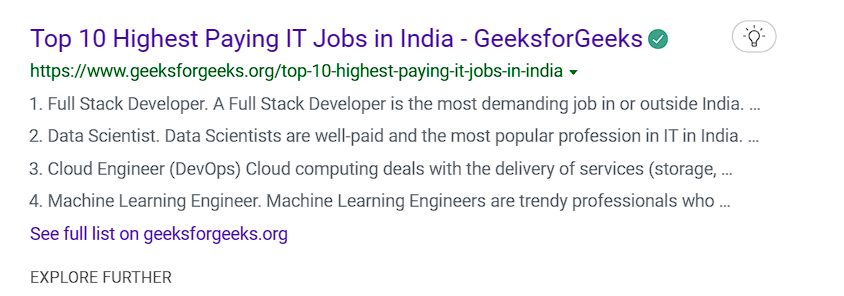 Top 10 Highest Paying IT Jobs in India - GeeksforGeeks
https://www.geeksforgeeks.org/top-10-highest-paying-it-jobs-in-india
1. Full Stack Developer. A Full Stack Developer is the most demanding job in or outside India. ...
2. Data Scientist. Data Scientists are well-paid and the most popular profession in IT in India. ...
3. Cloud Engineer (DevOps) Cloud computing deals with the delivery of services (storage, ...
4. Machine Learning Engineer. Machine Learning Engineers are trendy professionals who ...
See full list on geeksforgeeks.org
EXPLORE FURTHER